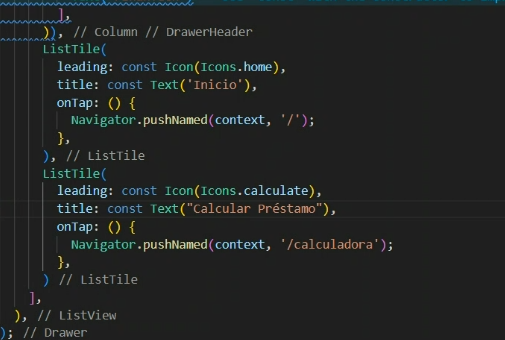 ],
)), // Column // DrawerHeader
ListTile(
leading: const Icon(Icons.home),
title: const Text('Inicio'),
onTap: () {
Navigator.pushNamed(context, '/');
},
), // ListTile
ListTile(
leading: const Icon(Icons.calculate),
title: const Text("Calcular Préstamo"),
onTap: () {
Navigator.pushNamed(context, '/calculadora');
},
) // ListTile
],
), // ListView
); // Drawer